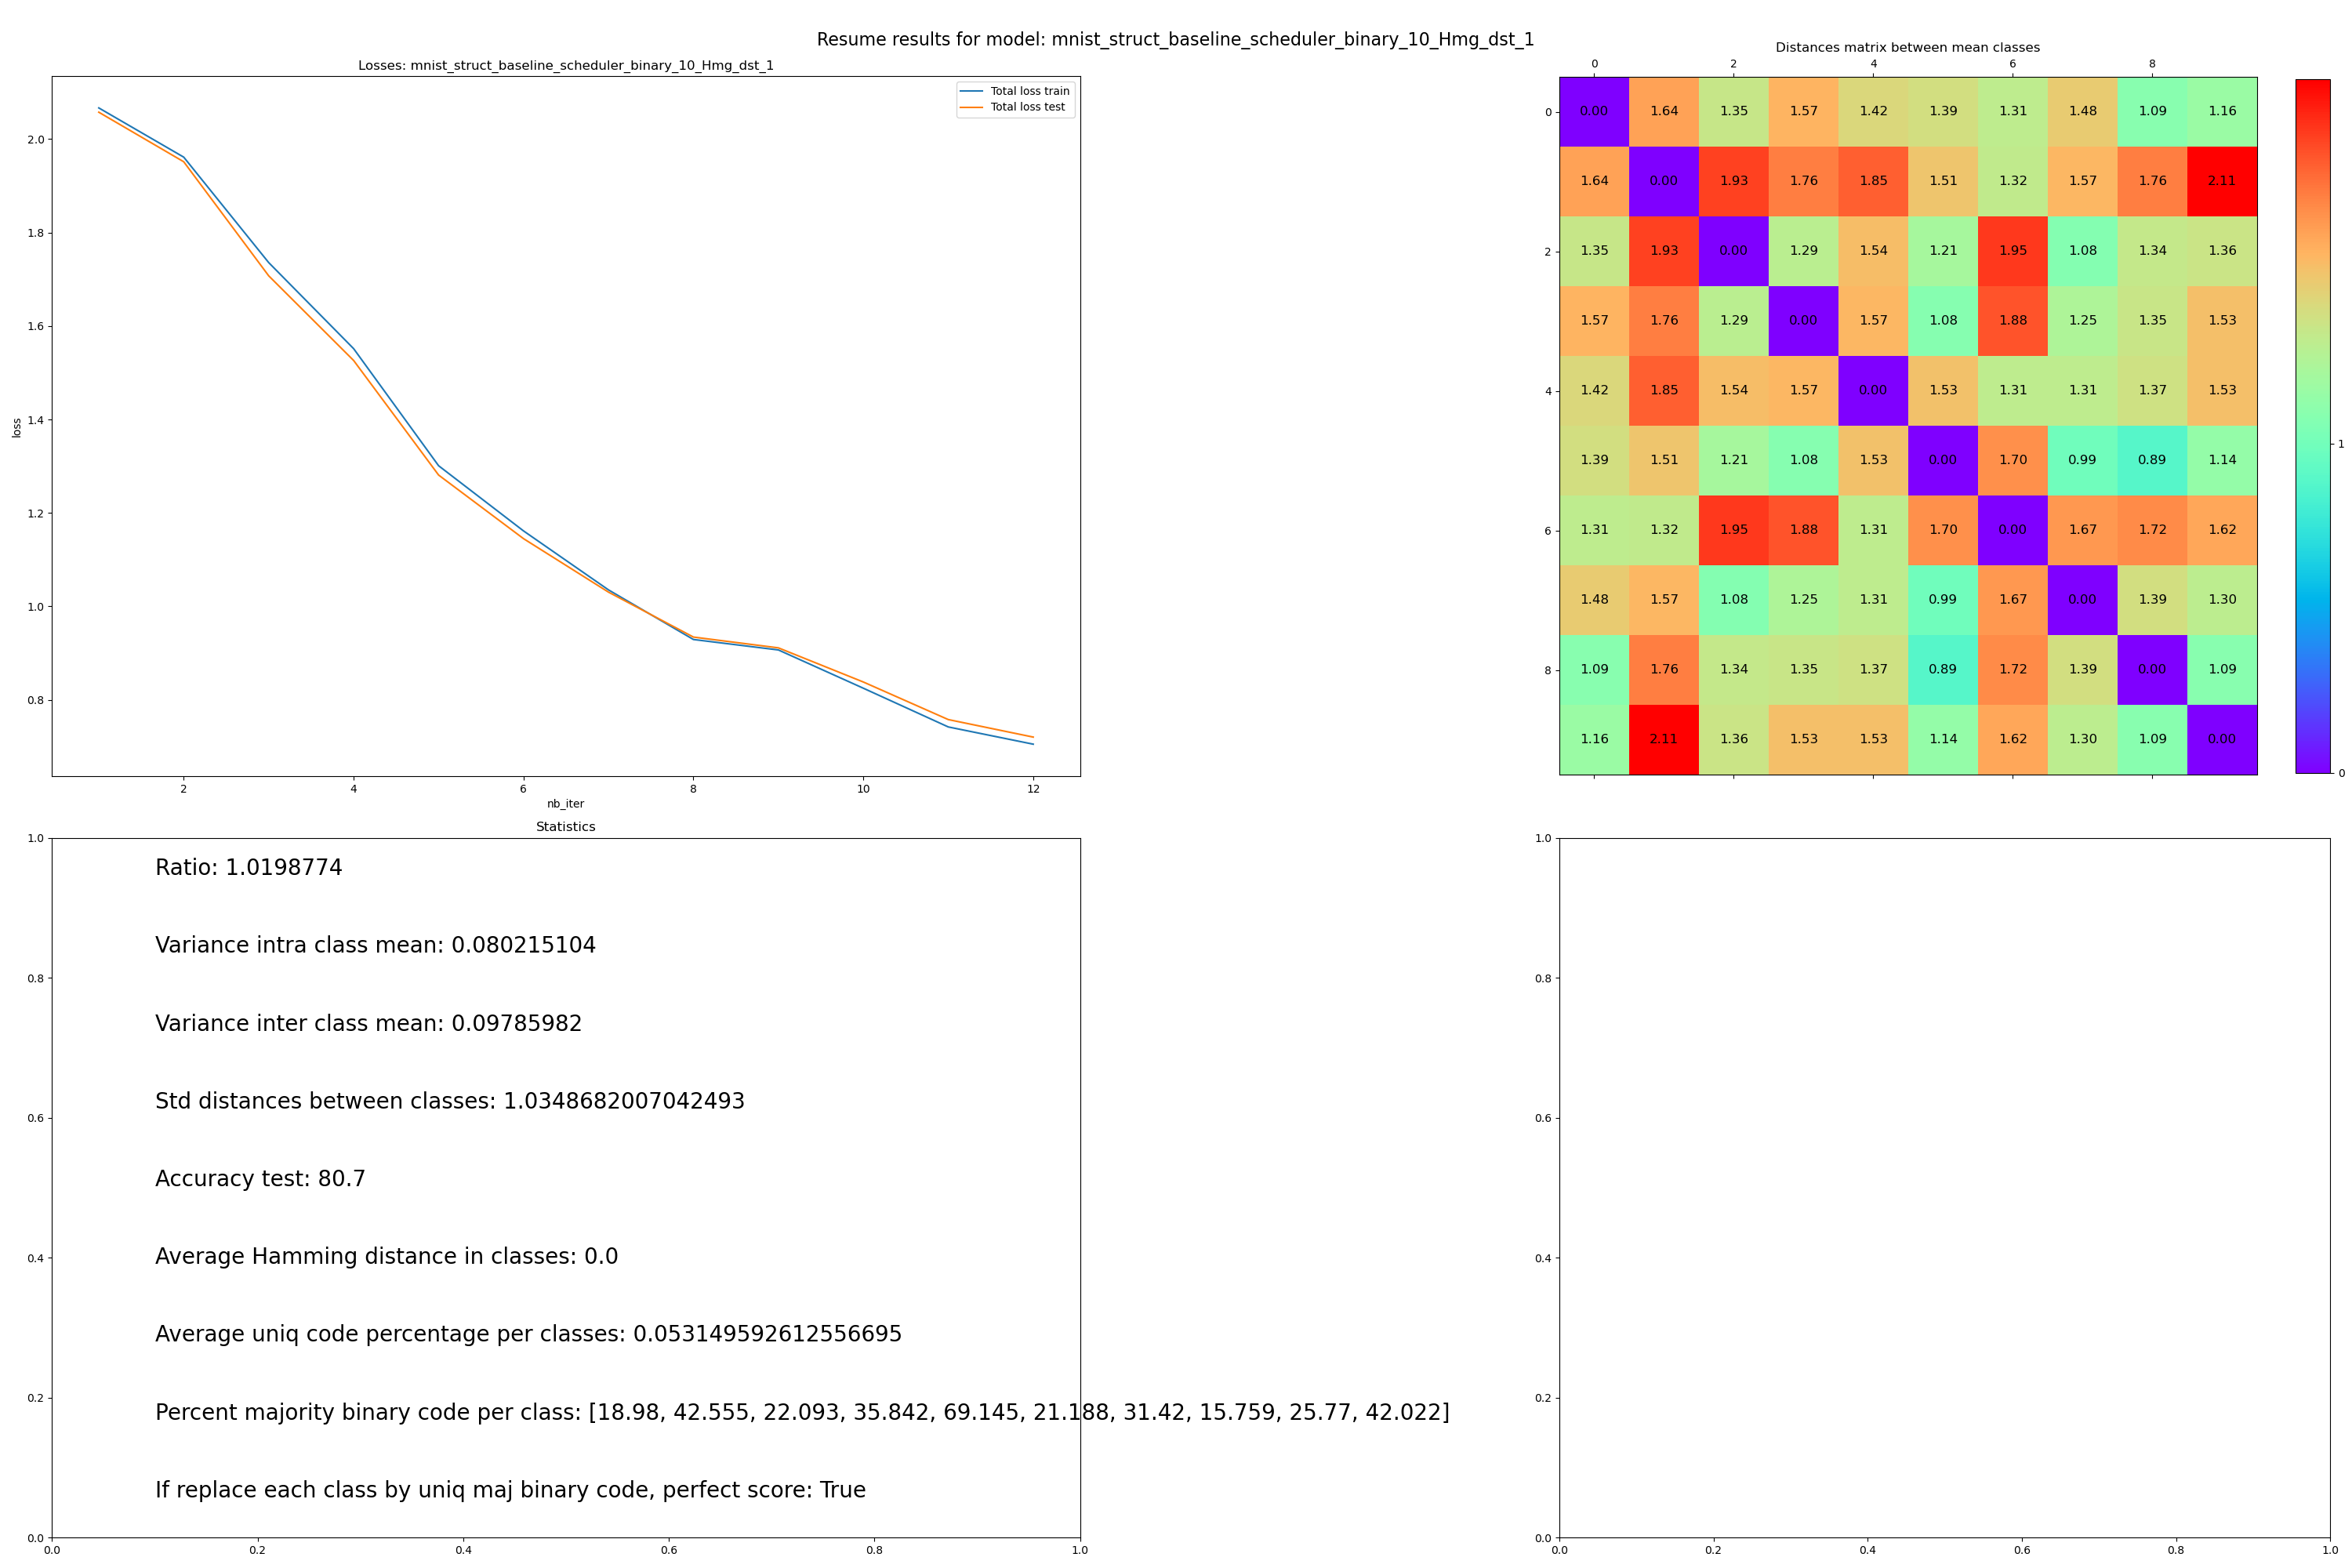 Resume results for model: mnist_struct_baseline_scheduler_binary_10_Hmg_dst_1
Losses: mnist_struct_baseline_scheduler_binary_10_Hmg_dst_1
Total loss train
Total loss test
2.0
1.8
1.6
1.4
1.2
1.0
0.8
loss
2 4 6 8 10 12
nb_iter
Distances matrix between mean classes
0 2 4 6 8
0
2
4
6
8
0.00 1.64 1.35 1.57 1.42 1.39 1.31 1.48 1.09 1.16
1.64 0.00 1.93 1.76 1.85 1.51 1.32 1.57 1.76 2.11
1.35 1.93 0.00 1.29 1.54 1.21 1.95 1.08 1.34 1.36
1.57 1.76 1.29 0.00 1.57 1.08 1.88 1.25 1.35 1.53
1.42 1.85 1.54 1.57 0.00 1.53 1.31 1.31 1.37 1.53
1.39 1.51 1.21 1.08 1.53 0.00 1.70 0.99 0.89 1.14
1.31 1.32 1.95 1.88 1.31 1.70 0.00 1.67 1.72 1.62
1.48 1.57 1.08 1.25 1.31 0.99 1.67 0.00 1.39 1.30
1.09 1.76 1.34 1.35 1.37 0.89 1.72 1.39 0.00 1.09
1.16 2.11 1.36 1.53 1.53 1.14 1.62 1.30 1.09 0.00
1
0
Statistics
Ratio: 1.0198774
Variance intra class mean: 0.080215104
Variance inter class mean: 0.09785982
Std distances between classes: 1.0348682007042493
Accuracy test: 80.7
Average Hamming distance in classes: 0.0
Average uniq code percentage per classes: 0.053149592612556695
Percent majority binary code per class: [18.98, 42.555, 22.093, 35.842, 69.145, 21.188, 31.42, 15.759, 25.77, 42.022]
If replace each class by uniq maj binary code, perfect score: True
1.0
0.8
0.6
0.4
0.2
0.0
0.0 0.2 0.4 0.6 0.8 1.0
1.0
0.8
0.6
0.4
0.2
0.0
0.0 0.2 0.4 0.6 0.8 1.0